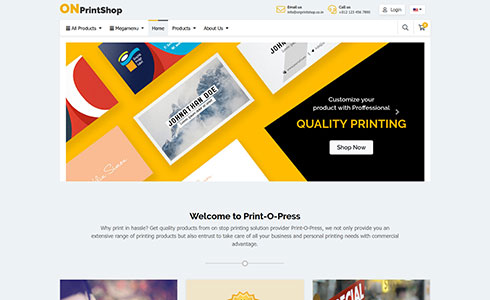 ONPrintShop
Email us
info@onprintshop.co.in
Call us
+012 123 456 7890
Login
All Products
Megamenu
Home
Products
About Us
0
JOHNATHAN DOE
Customize your
product with Proffessional
QUALITY PRINTING
Shop Now
Welcome to Print-O-Press
Why print in hassle? Get quality products from on stop printing solution provider Print-O-Press, we not only provide you an
extensive range of printing products but also entrust to take care of all your business and personal printing needs with commercial
advantage.
SPECIAL